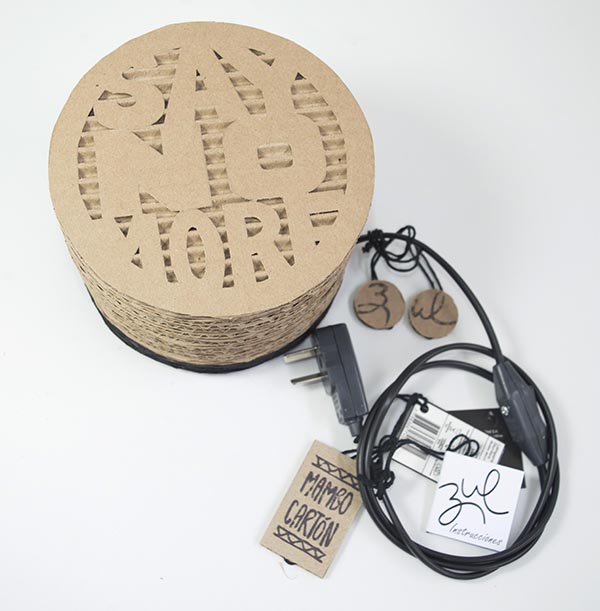 SAY
NO
MORE
zul
MAMBO
CARTÓN
zul
Instrucciones